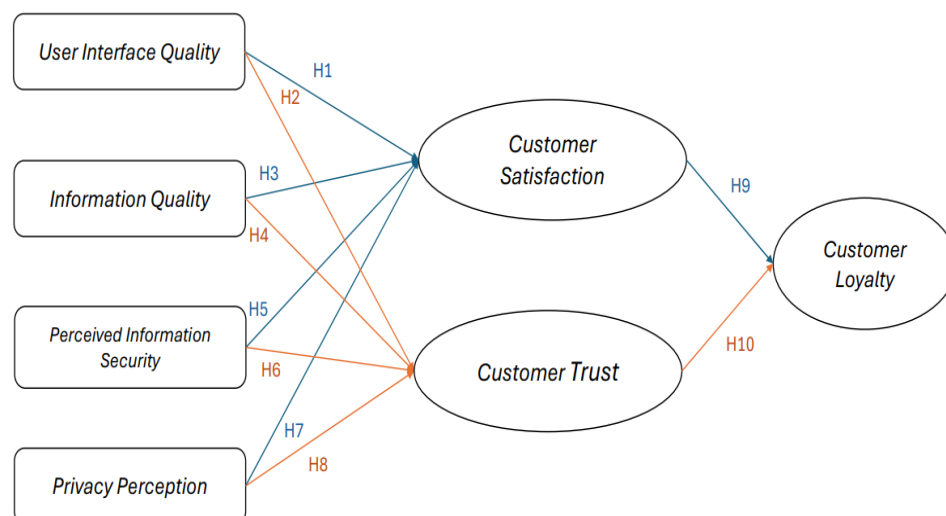 User Interface Quality
H1
H2
Customer
Satisfaction
Information Quality
H3
H4
H9
Customer
Loyalty
Perceived Information
Security
H5
H6
Customer Trust
H10
Privacy Perception
H7
H8